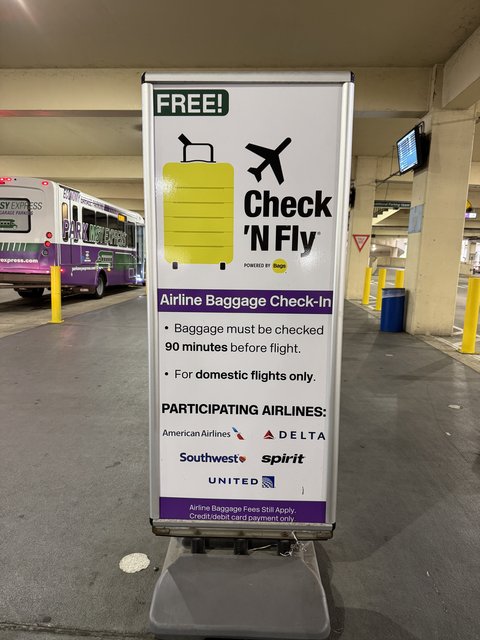 FREE!
Check
'N Fly
POWERED BY Bags
Airline Baggage Check-In
• Baggage must be checked
90 minutes before flight.
• For domestic flights only.
PARTICIPATING AIRLINES:
American Airlines DELTA
Southwest spirit
UNITED
Airline Baggage Fees Still Apply.
Credit/debit card payment only